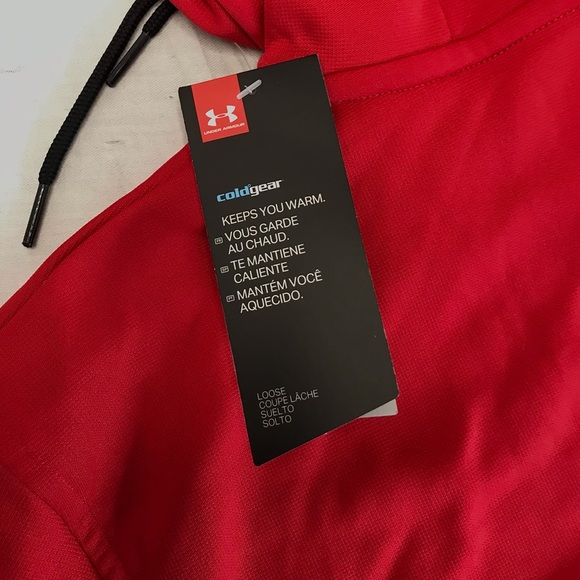 UNDER ARMOUR
coldgear
KEEPS YOU WARM.
FR VOUS GARDE
AU CHAUD.
TE MANTIENE
CALIENTE
MANTÉM VOCÊ
AQUECIDO.
LOOSE
COUPE LÂCHE
SUELTO
SOLTO